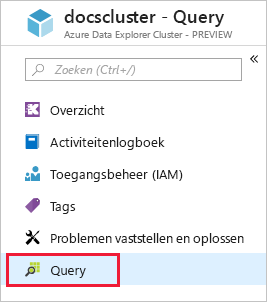 docscluster - Query
Azure Data Explorer Cluster - PREVIEW
Zoeken (Ctrl+/)
Overzicht
Activiteitenlogboek
Toegangsbeheer (IAM)
Tags
Problemen vaststellen en oplossen
Query